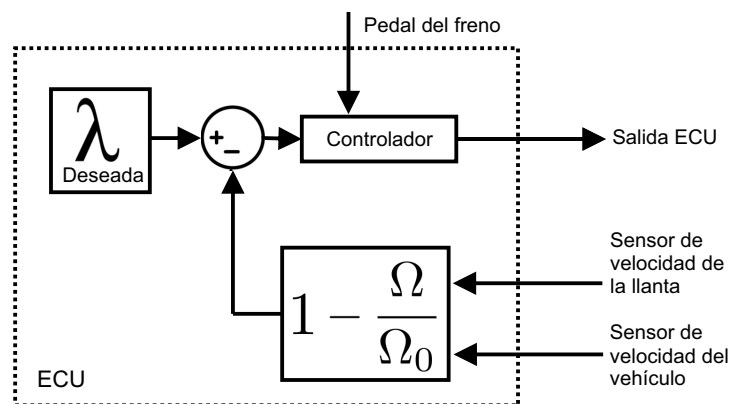 Pedal del freno
λ
Deseada
+
−
Controlador
Salida ECU
1 − Ω/Ω₀
Sensor de
velocidad de
la llanta
Sensor de
velocidad del
vehículo
ECU